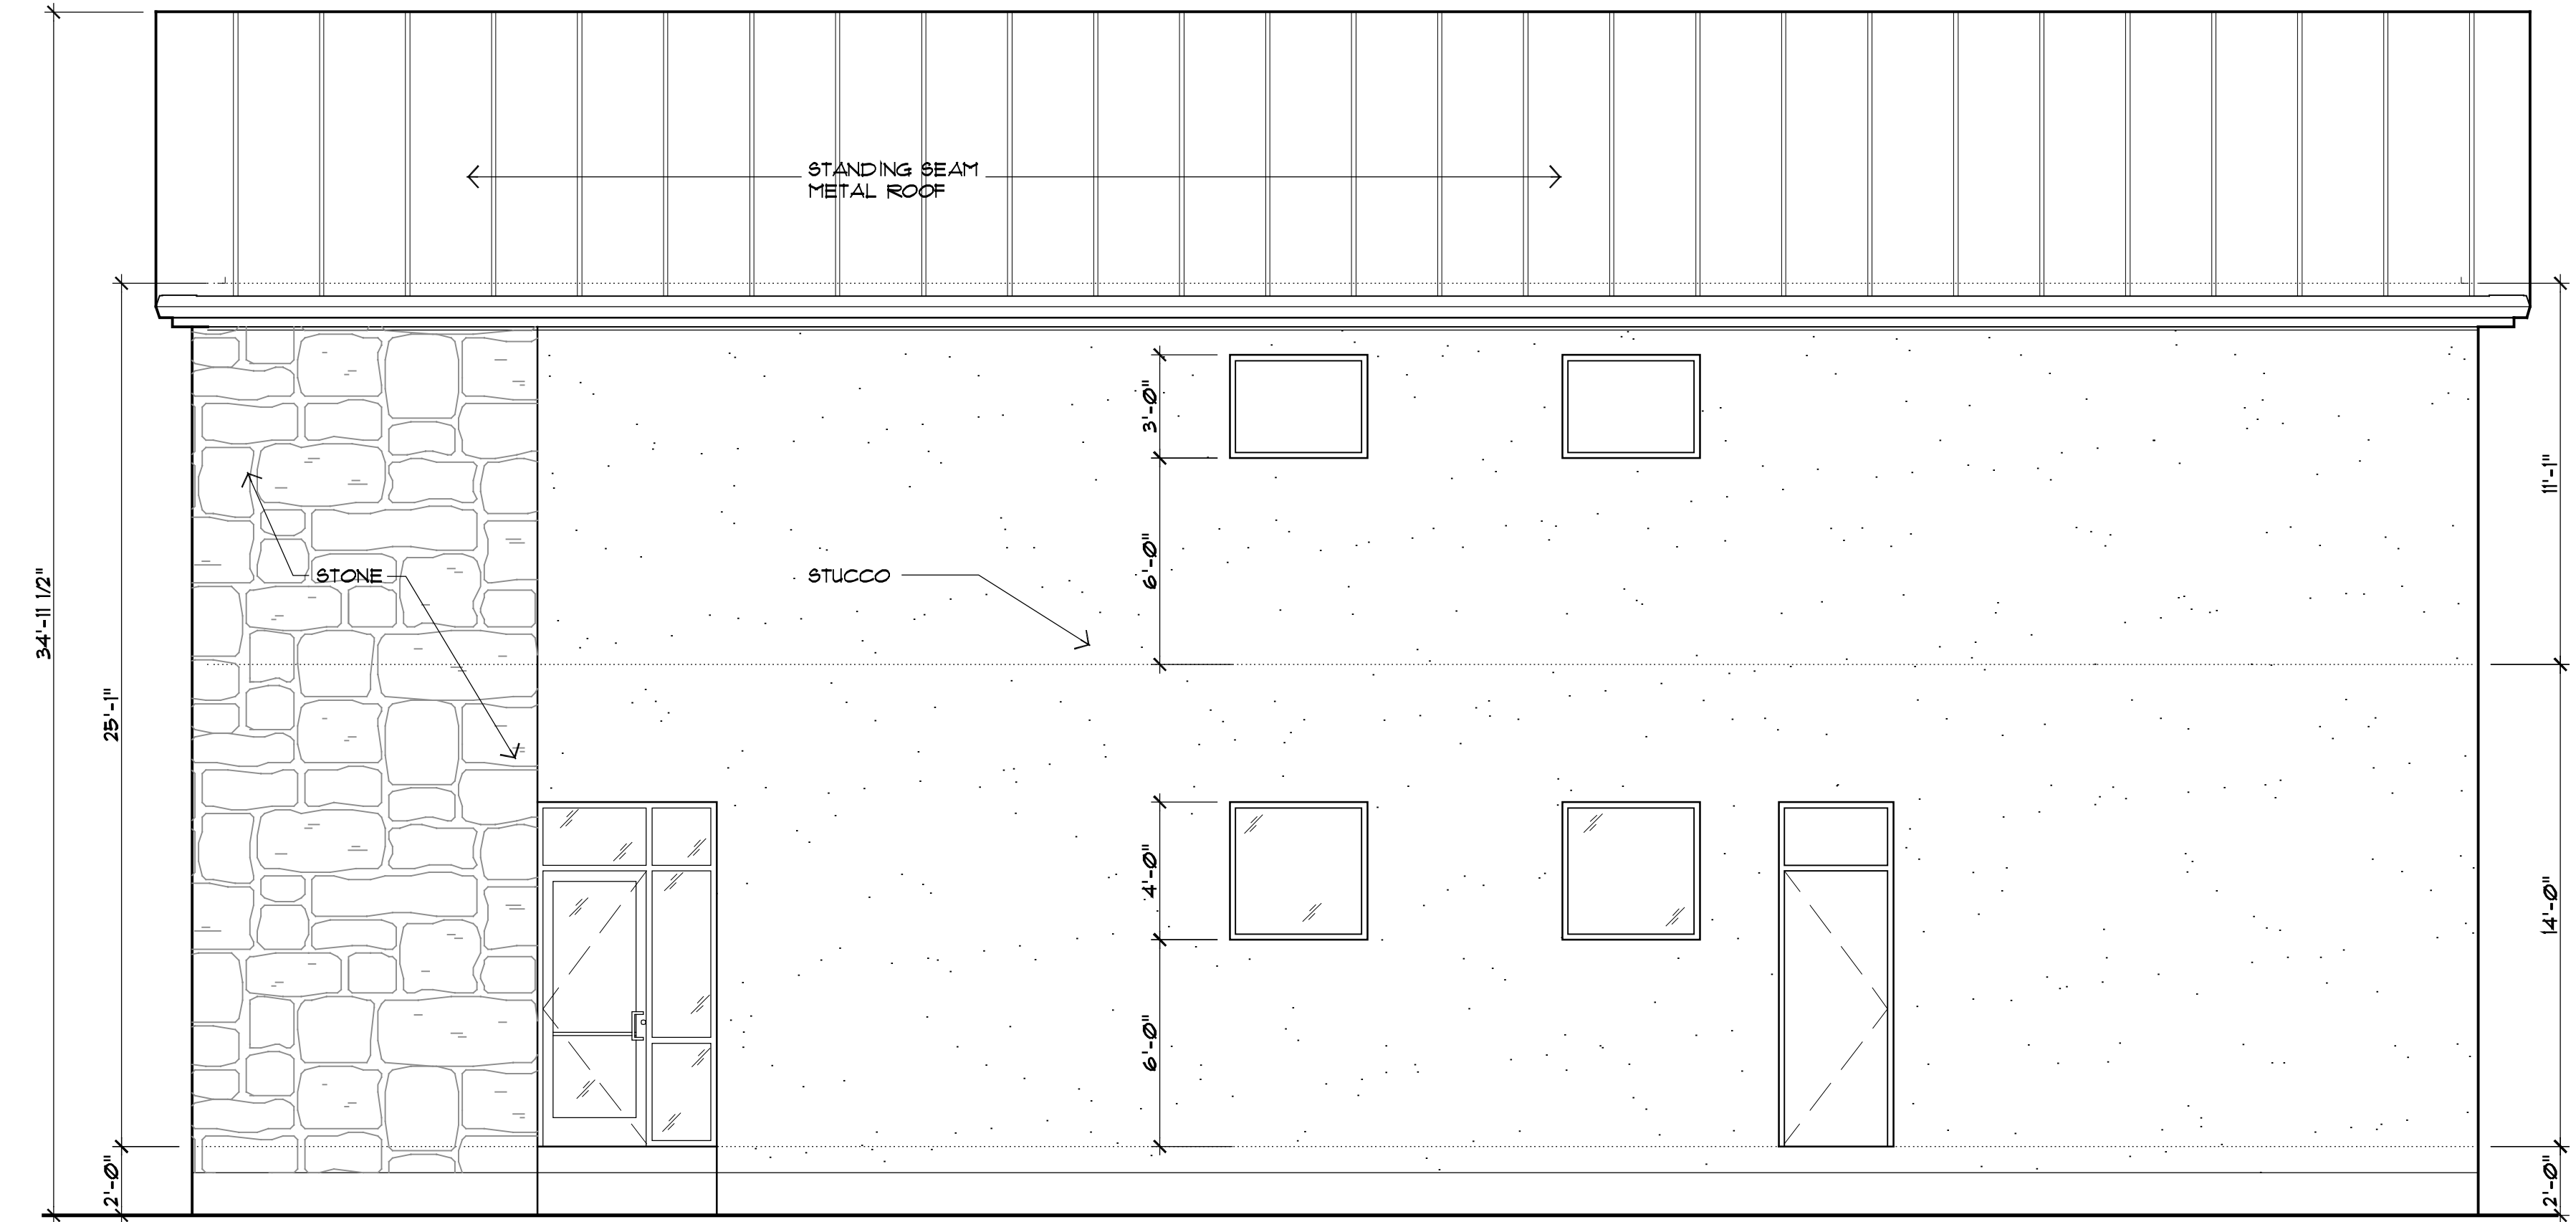 STANDING SEAM
METAL ROOF
34'-11 1/2"
25'-1"
2'-0"
STONE
STUCCO
3'-0"
6'-0"
4'-0"
6'-0"
11'-1"
14'-0"
2'-0"